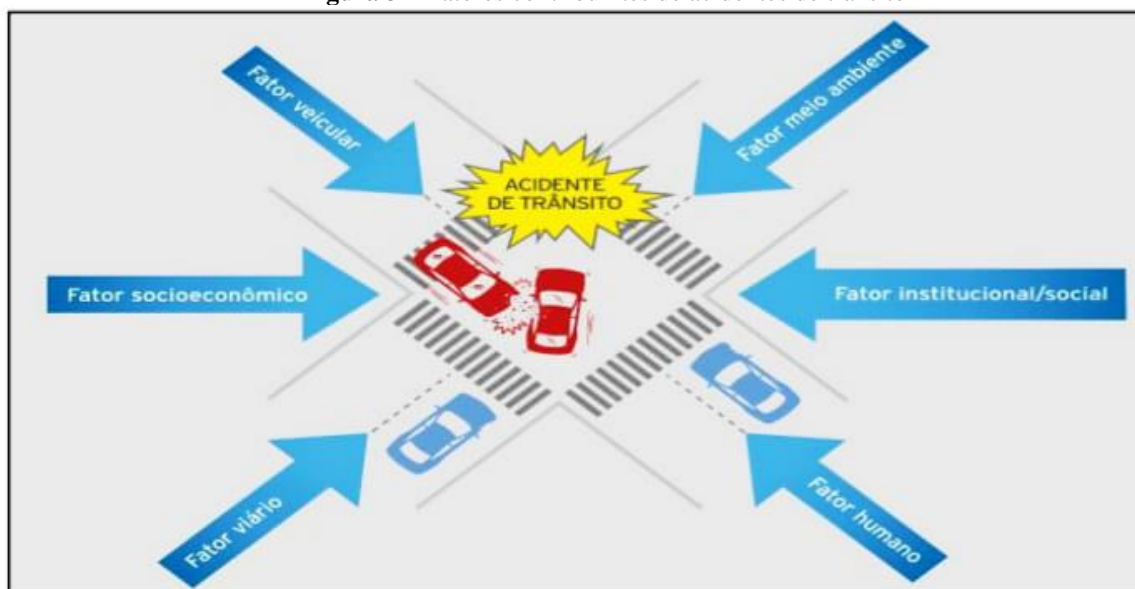 Fator veicular
Fator meio ambiente
ACIDENTE
DE TRÂNSITO
Fator socioeconômico
Fator institucional/social
Fator viário
Fator humano